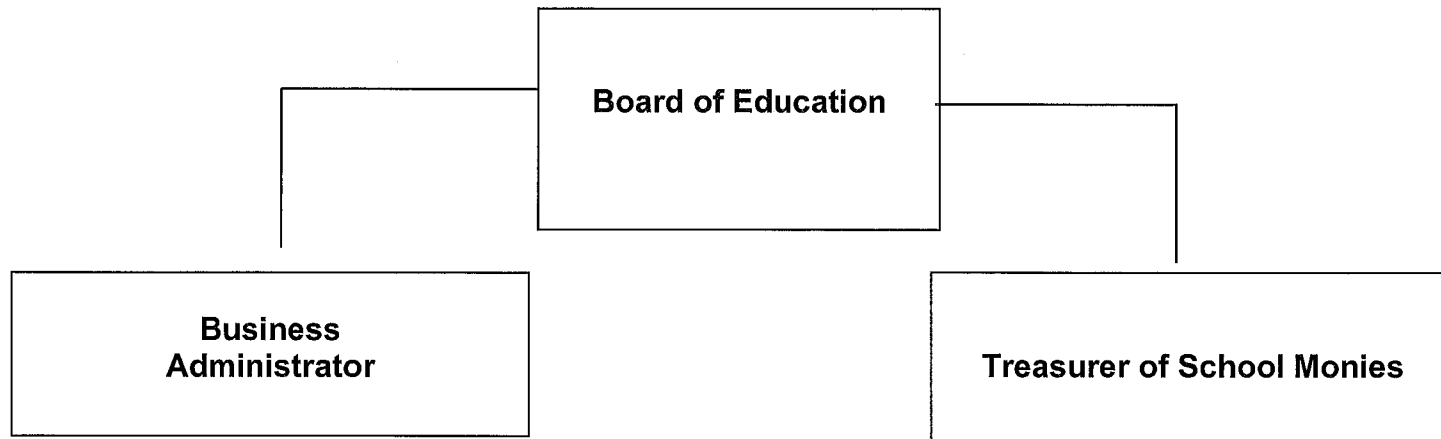 Board of Education
Business
Administrator
Treasurer of School Monies